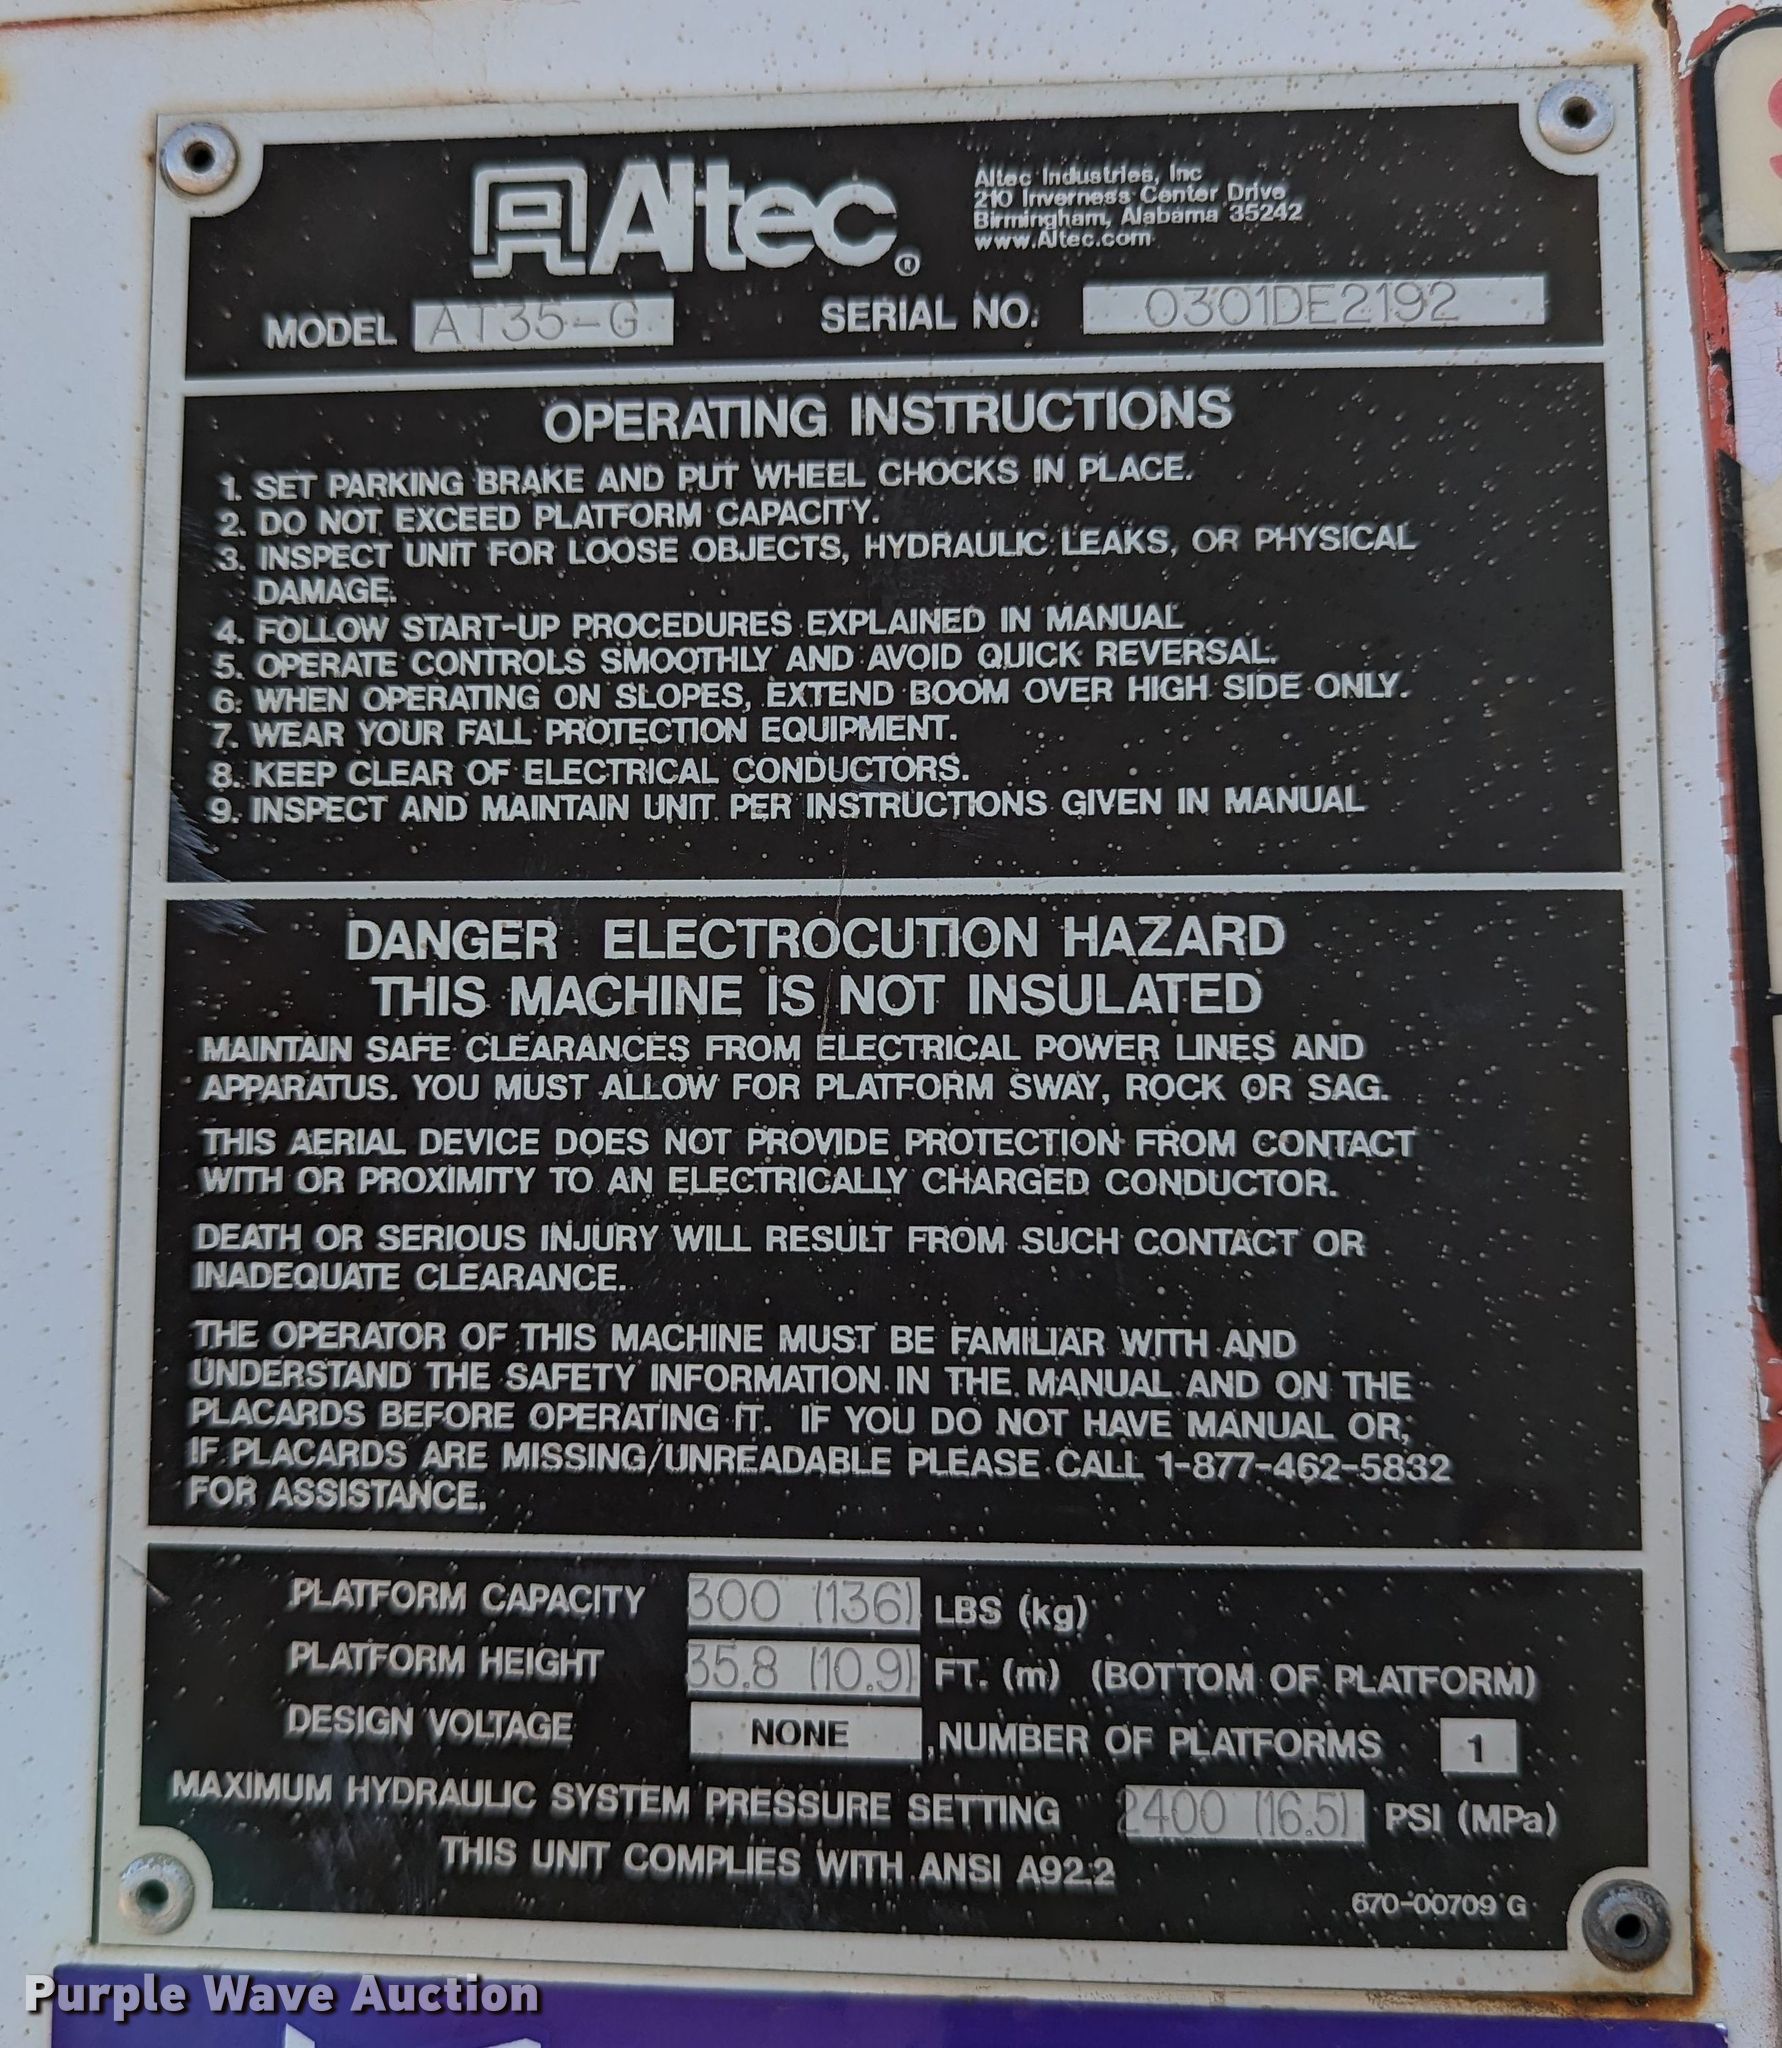 Altec®
Altec Industries, Inc
210 Inverness Center Drive
Birmingham, Alabama 35242
www.Altec.com
MODEL AT35-G SERIAL NO. 0301DE2192
OPERATING INSTRUCTIONS
1. SET PARKING BRAKE AND PUT WHEEL CHOCKS IN PLACE.
2. DO NOT EXCEED PLATFORM CAPACITY.
3. INSPECT UNIT FOR LOOSE OBJECTS, HYDRAULIC LEAKS, OR PHYSICAL
DAMAGE.
4. FOLLOW START-UP PROCEDURES EXPLAINED IN MANUAL
5. OPERATE CONTROLS SMOOTHLY AND AVOID QUICK REVERSAL.
6. WHEN OPERATING ON SLOPES, EXTEND BOOM OVER HIGH SIDE ONLY.
7. WEAR YOUR FALL PROTECTION EQUIPMENT.
8. KEEP CLEAR OF ELECTRICAL CONDUCTORS.
9. INSPECT AND MAINTAIN UNIT PER INSTRUCTIONS GIVEN IN MANUAL
DANGER ELECTROCUTION HAZARD
THIS MACHINE IS NOT INSULATED
MAINTAIN SAFE CLEARANCES FROM ELECTRICAL POWER LINES AND
APPARATUS. YOU MUST ALLOW FOR PLATFORM SWAY, ROCK OR SAG.
THIS AERIAL DEVICE DOES NOT PROVIDE PROTECTION FROM CONTACT
WITH OR PROXIMITY TO AN ELECTRICALLY CHARGED CONDUCTOR.
DEATH OR SERIOUS INJURY WILL RESULT FROM SUCH CONTACT OR
INADEQUATE CLEARANCE.
THE OPERATOR OF THIS MACHINE MUST BE FAMILIAR WITH AND
UNDERSTAND THE SAFETY INFORMATION IN THE MANUAL AND ON THE
PLACARDS BEFORE OPERATING IT. IF YOU DO NOT HAVE MANUAL OR,
IF PLACARDS ARE MISSING/UNREADABLE PLEASE CALL 1-877-462-5832
FOR ASSISTANCE.
PLATFORM CAPACITY 300 (136) LBS (kg)
PLATFORM HEIGHT 35.8 (10.9) FT. (m) (BOTTOM OF PLATFORM)
DESIGN VOLTAGE NONE NUMBER OF PLATFORMS 1
MAXIMUM HYDRAULIC SYSTEM PRESSURE SETTING 2400 (16.5) PSI (MPa)
THIS UNIT COMPLIES WITH ANSI A92.2
670-00709 G
Purple Wave Auction